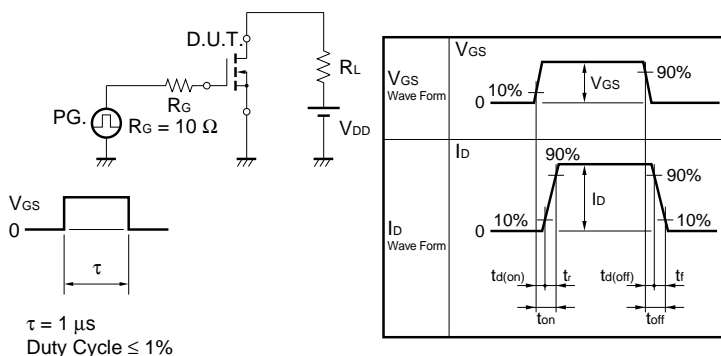 D.U.T.
RL
RG
PG.
RG = 10 Ω
VDD
VGS
0
τ
τ = 1 μs
Duty Cycle ≤ 1%
VGS
Wave Form
VGS
10%
VGS
90%
0
ID
Wave Form
ID
90%
90%
ID
10%
10%
0
td(on)
tr
td(off)
tf
ton
toff